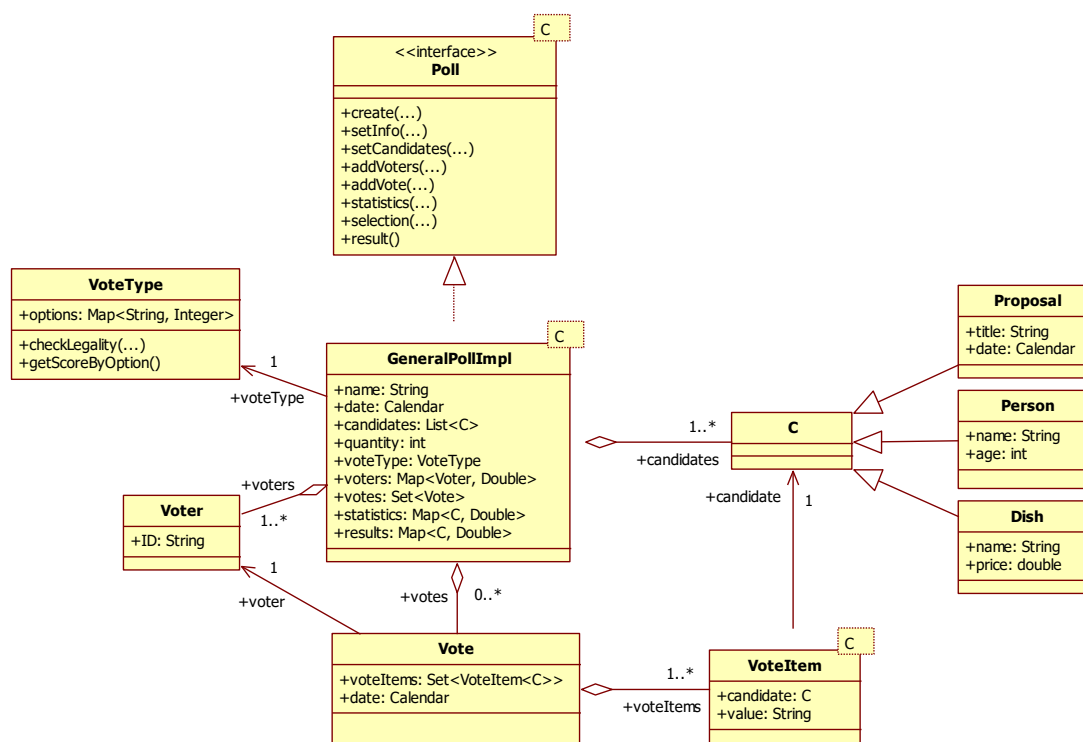 C
<<interface>>
Poll
+create(...)
+setInfo(...)
+setCandidates(...)
+addVoters(...)
+addVote(...)
+statistics(...)
+selection(...)
+result()
VoteType
+options: Map<String, Integer>
+checkLegality(...)
+getScoreByOption()
1
+voteType
C
GeneralPollImpl
+name: String
+date: Calendar
+candidates: List<C>
+quantity: int
+voteType: VoteType
+voters: Map<Voter, Double>
+votes: Set<Vote>
+statistics: Map<C, Double>
+results: Map<C, Double>
1..*
+candidates
C
Proposal
+title: String
+date: Calendar
Person
+name: String
+age: int
Dish
+name: String
+price: double
+voters
1..*
Voter
+ID: String
1
+voter
+votes
0..*
+candidate
1
Vote
+voteItems: Set<VoteItem<C>>
+date: Calendar
1..*
+voteItems
C
VoteItem
+candidate: C
+value: String